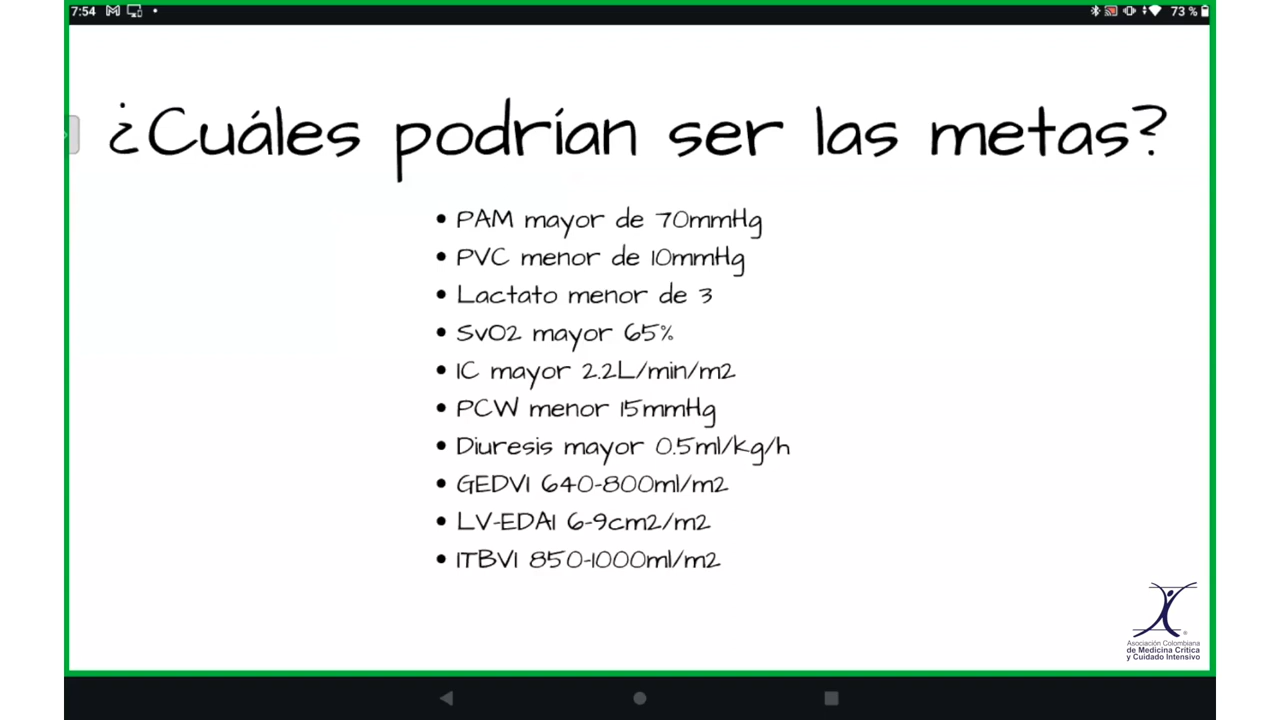 7:54
73 %
¿Cuáles podrían ser las metas?
• PAM mayor de 70mmHg
• PVC menor de 10mmHg
• Lactato menor de 3
• SvO2 mayor 65%
• IC mayor 2.2L/min/m2
• PCW menor 15mmHg
• Diuresis mayor 0.5ml/kg/h
• GEDVI 640-800ml/m2
• LV-EDAI 6-9cm2/m2
• ITBVI 850-1000ml/m2
Asociación Colombiana
de Medicina Crítica
y Cuidado Intensivo